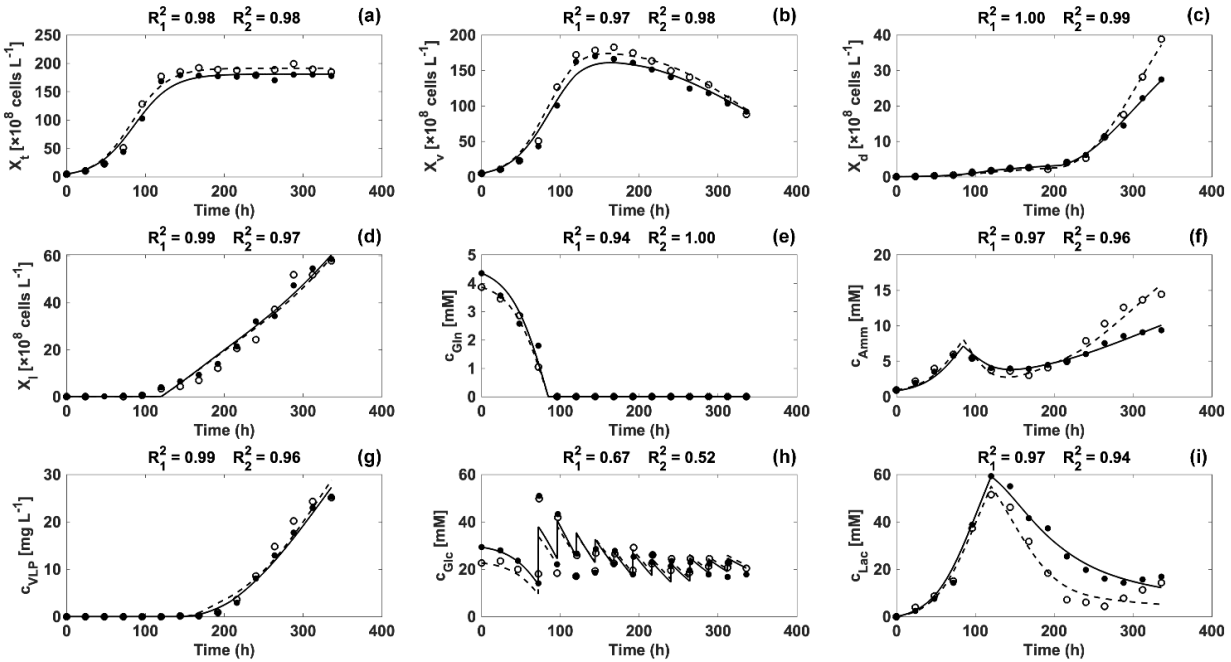 R₁² = 0.98 R₂² = 0.98 (a)
X_t [×10⁸ cells L⁻¹]
250
200
150
100
50
0
0 100 200 300 400
Time (h)
R₁² = 0.97 R₂² = 0.98 (b)
X_v [×10⁸ cells L⁻¹]
200
150
100
50
0
0 100 200 300 400
Time (h)
R₁² = 1.00 R₂² = 0.99 (c)
X_d [×10⁸ cells L⁻¹]
40
30
20
10
0
0 100 200 300 400
Time (h)
R₁² = 0.99 R₂² = 0.97 (d)
X_l [×10⁸ cells L⁻¹]
60
40
20
0
0 100 200 300 400
Time (h)
R₁² = 0.94 R₂² = 1.00 (e)
c_Gln [mM]
5
4
3
2
1
0
0 100 200 300 400
Time (h)
R₁² = 0.97 R₂² = 0.96 (f)
c_Amm [mM]
20
15
10
5
0
0 100 200 300 400
Time (h)
R₁² = 0.99 R₂² = 0.96 (g)
c_VLP [mg L⁻¹]
30
20
10
0
0 100 200 300 400
Time (h)
R₁² = 0.67 R₂² = 0.52 (h)
c_Glc [mM]
60
40
20
0
0 100 200 300 400
Time (h)
R₁² = 0.97 R₂² = 0.94 (i)
c_Lac [mM]
60
40
20
0
0 100 200 300 400
Time (h)